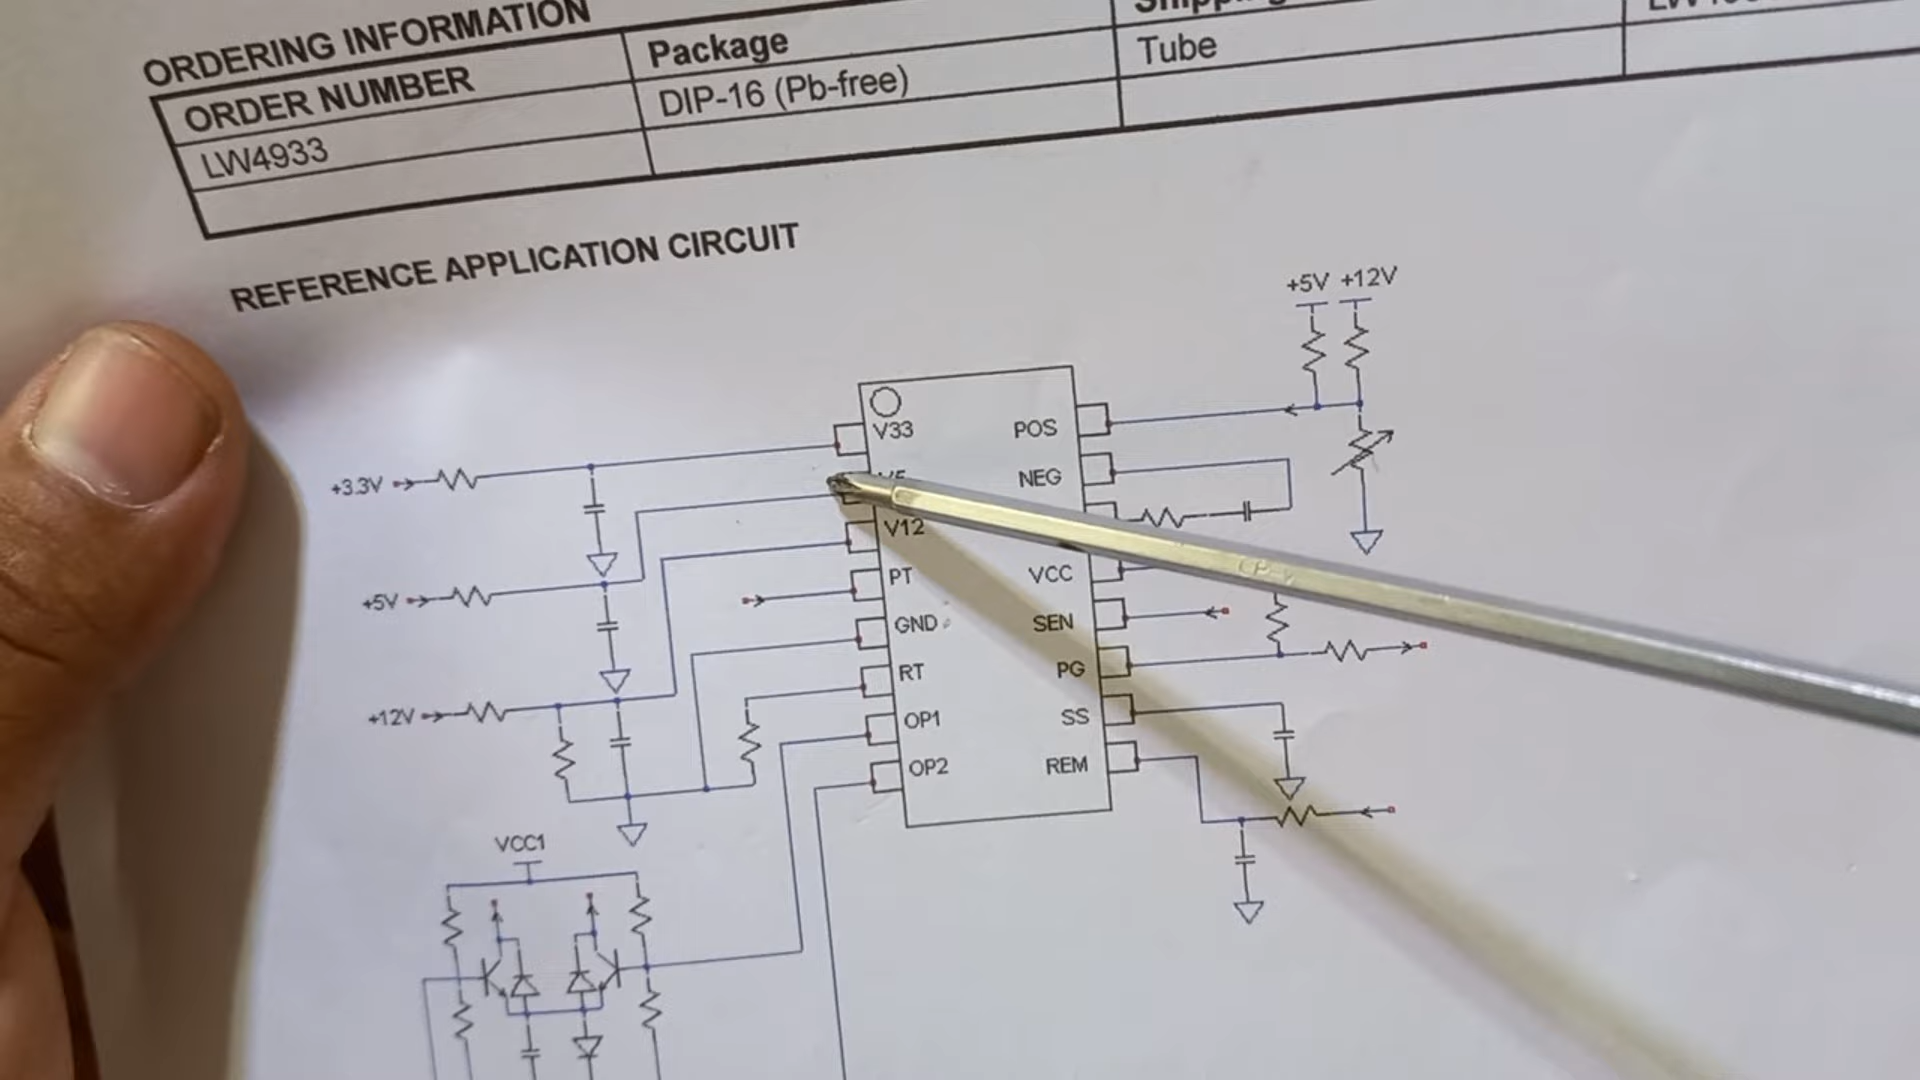 ORDERING INFORMATION
ORDER NUMBER
Package
DIP-16 (Pb-free)
Tube
LW4933
REFERENCE APPLICATION CIRCUIT
+5V +12V
V33
POS
NEG
+3.3V
V12
PT
VCC
+5V
GND
SEN
RT
PG
+12V
OP1
SS
OP2
REM
VCC1